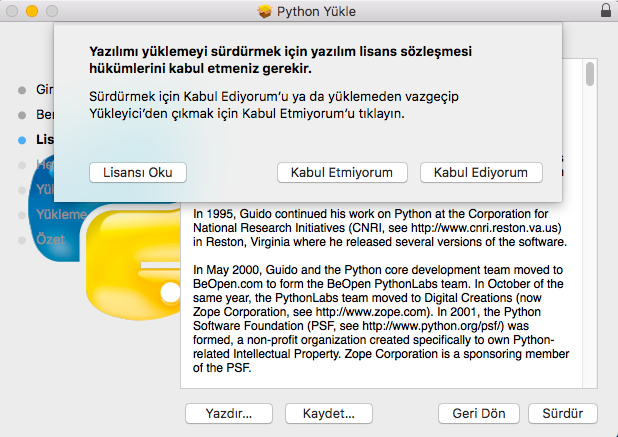 Python Yükle
Yazılımı yüklemeyi sürdürmek için yazılım lisans sözleşmesi
hükümlerini kabul etmeniz gerekir.
Sürdürmek için Kabul Ediyorum'u ya da yüklemeden vazgeçip
Yükleyici'den çıkmak için Kabul Etmiyorum'u tıklayın.
Lisansı Oku
Kabul Etmiyorum
Kabul Ediyorum
Yükleme
Özet
In 1995, Guido continued his work on Python at the Corporation for
National Research Initiatives (CNRI, see http://www.cnri.reston.va.us)
in Reston, Virginia where he released several versions of the software.
In May 2000, Guido and the Python core development team moved to
BeOpen.com to form the BeOpen PythonLabs team. In October of the
same year, the PythonLabs team moved to Digital Creations (now
Zope Corporation, see http://www.zope.com). In 2001, the Python
Software Foundation (PSF, see http://www.python.org/psf/) was
formed, a non-profit organization created specifically to own Python-
related Intellectual Property. Zope Corporation is a sponsoring member
of the PSF.
Yazdır...
Kaydet...
Geri Dön
Sürdür